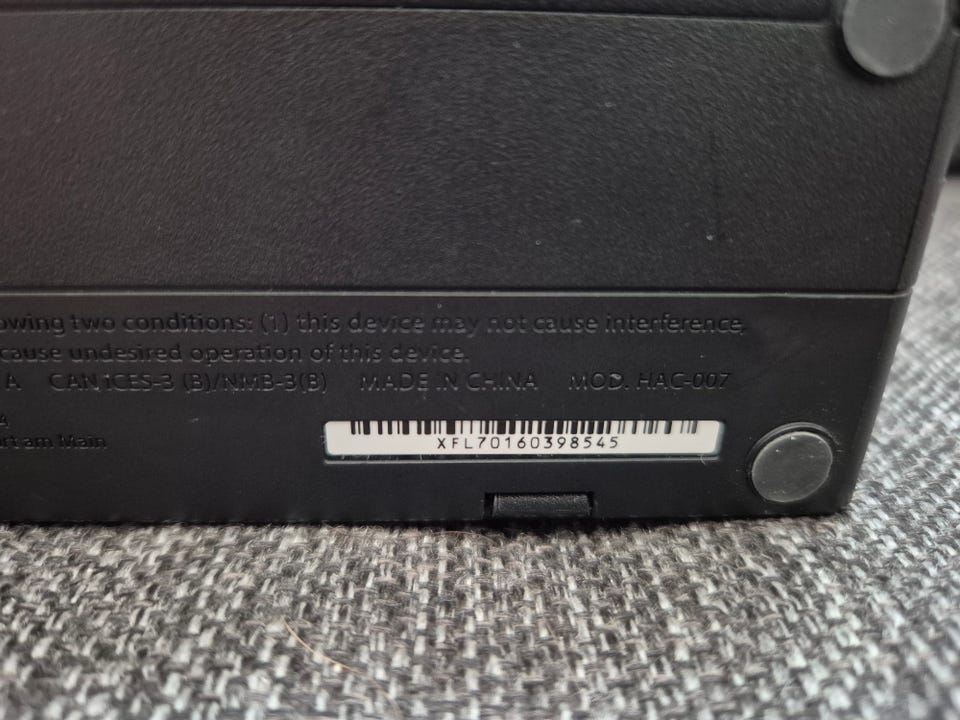 owing two conditions: (1) this device may not cause interference,
cause undesired operation of this device.
A CAN ICES-3 (B)/NMB-3(B) MADE IN CHINA MOD. HAC-007
A
rt am Main
XFL70160398545